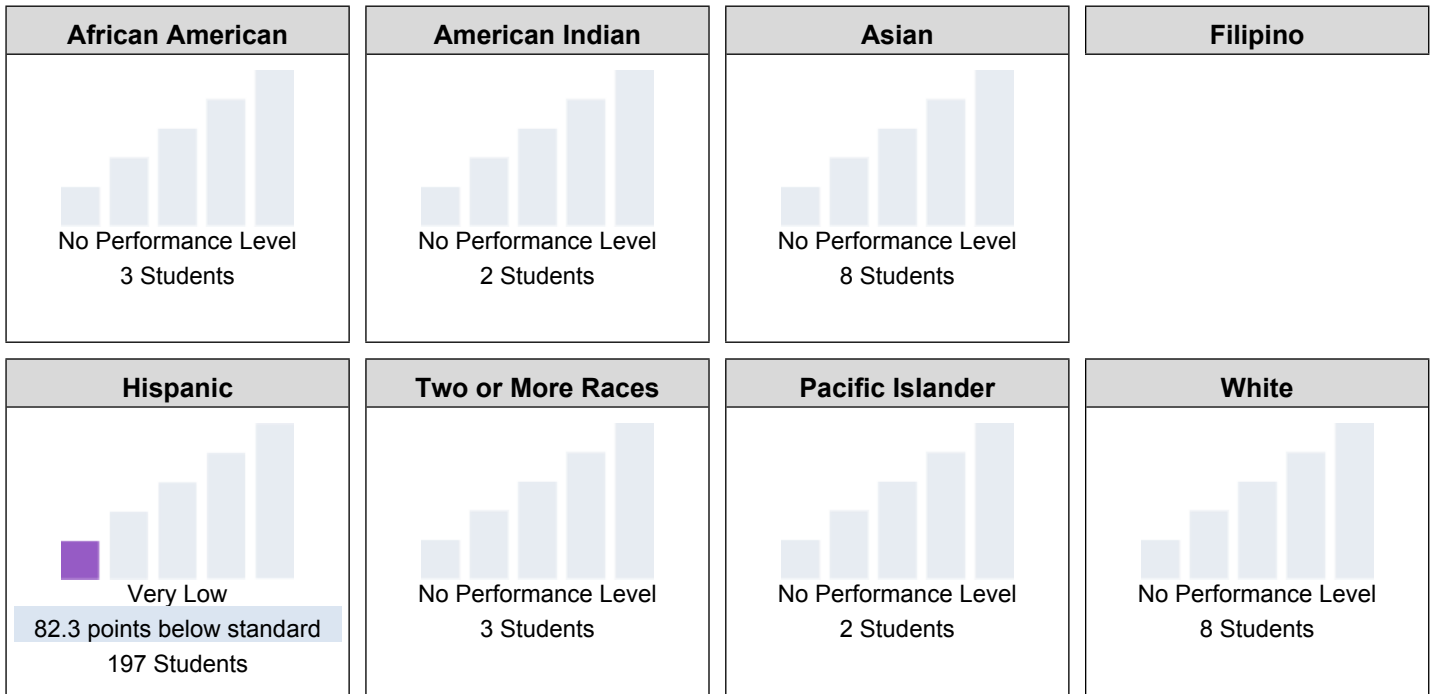 African American
No Performance Level
3 Students
American Indian
No Performance Level
2 Students
Asian
No Performance Level
8 Students
Filipino
Hispanic
Very Low
82.3 points below standard
197 Students
Two or More Races
No Performance Level
3 Students
Pacific Islander
No Performance Level
2 Students
White
No Performance Level
8 Students